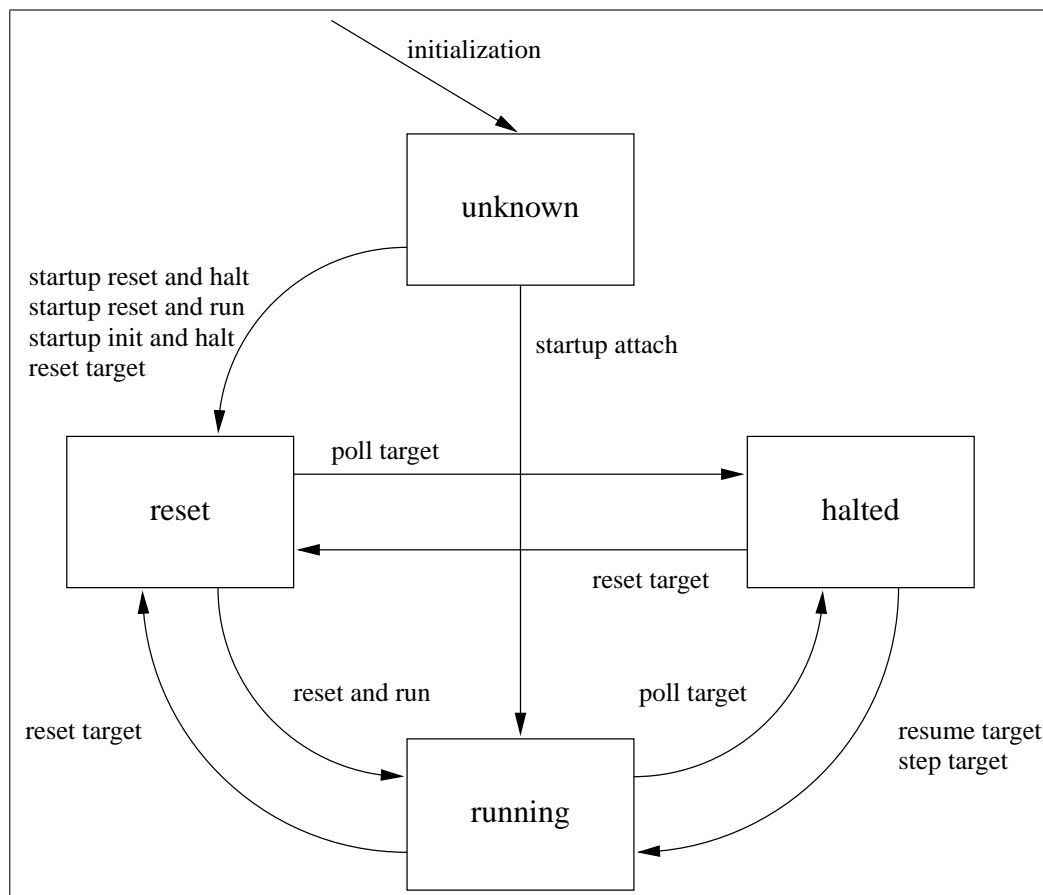 initialization
unknown
startup reset and halt
startup reset and run
startup init and halt
reset target
startup attach
poll target
reset
halted
reset target
reset and run
poll target
reset target
resume target
step target
running